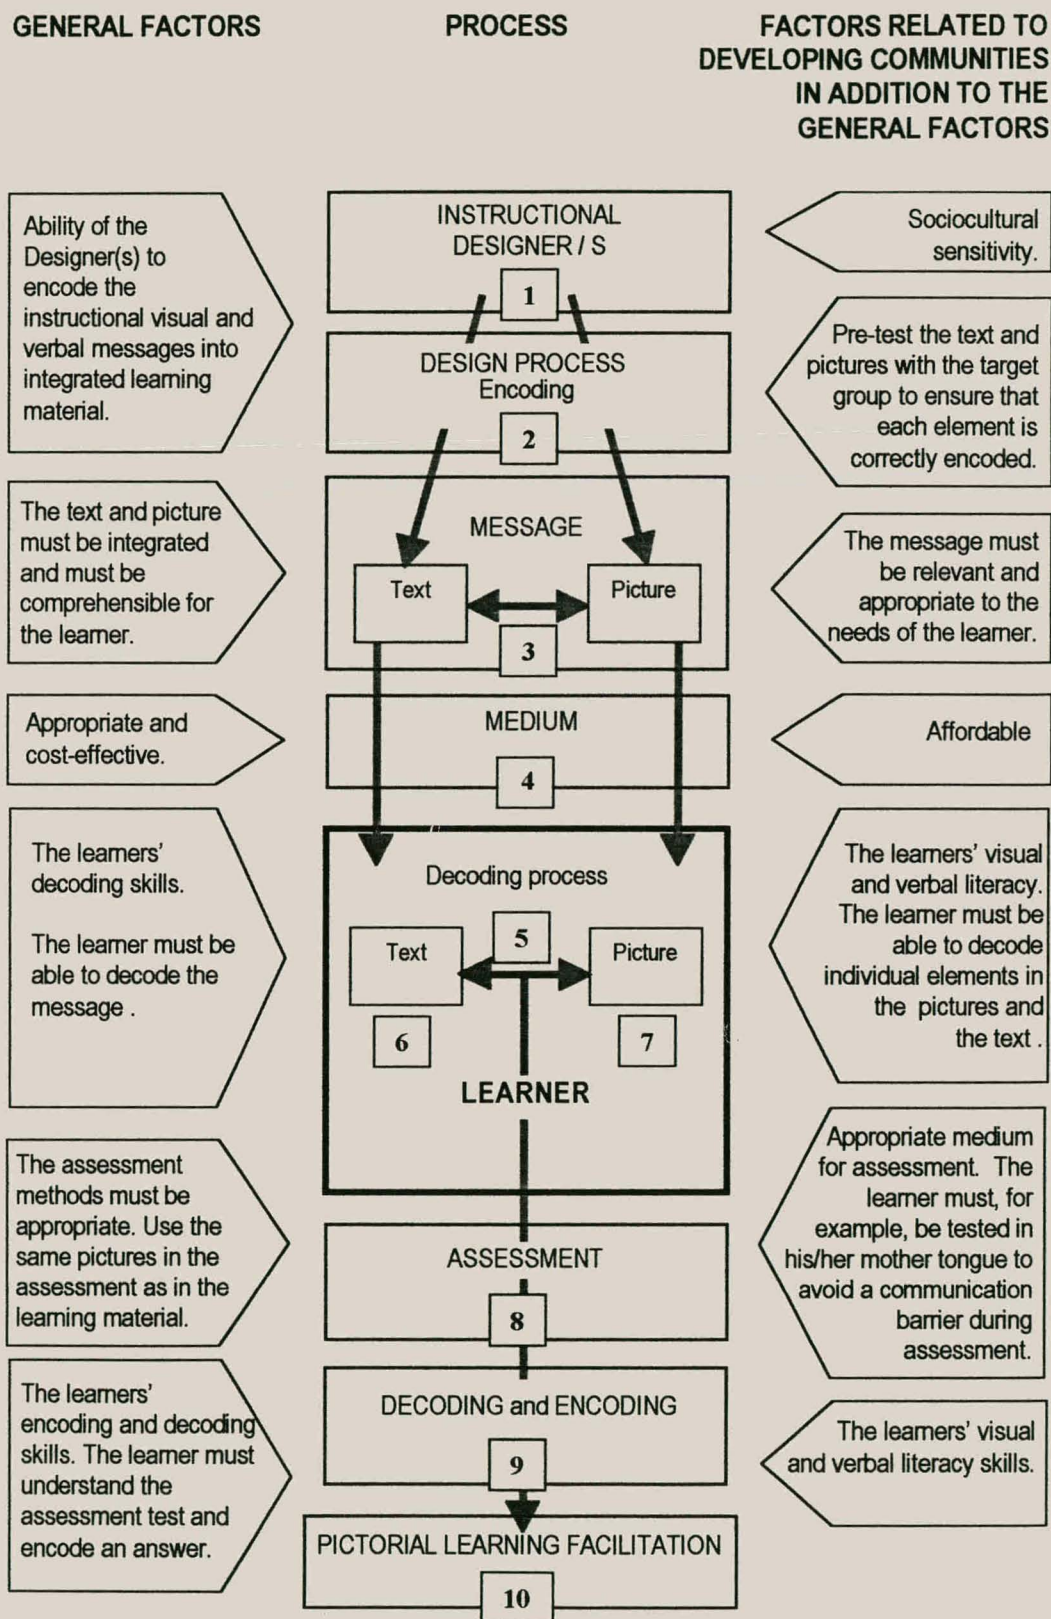 GENERAL FACTORS
PROCESS
FACTORS RELATED TO
DEVELOPING COMMUNITIES
IN ADDITION TO THE
GENERAL FACTORS
Ability of the
Designer(s) to
encode the
instructional visual and
verbal messages into
integrated learning
material.
INSTRUCTIONAL
DESIGNER / S
1
Sociocultural
sensitivity.
DESIGN PROCESS
Encoding
2
Pre-test the text and
pictures with the target
group to ensure that
each element is
correctly encoded.
The text and picture
must be integrated
and must be
comprehensible for
the learner.
MESSAGE
Text
Picture
3
The message must
be relevant and
appropriate to the
needs of the learner.
Appropriate and
cost-effective.
MEDIUM
4
Affordable
The learners'
decoding skills.
The learner must be
able to decode the
message .
Decoding process
5
Text
Picture
6
7
LEARNER
The learners' visual
and verbal literacy.
The learner must be
able to decode
individual elements in
the pictures and
the text .
The assessment
methods must be
appropriate. Use the
same pictures in the
assessment as in the
learning material.
ASSESSMENT
8
Appropriate medium
for assessment. The
learner must, for
example, be tested in
his/her mother tongue to
avoid a communication
barrier during
assessment.
The learners'
encoding and decoding
skills. The learner must
understand the
assessment test and
encode an answer.
DECODING and ENCODING
9
The learners' visual
and verbal literacy skills.
PICTORIAL LEARNING FACILITATION
10